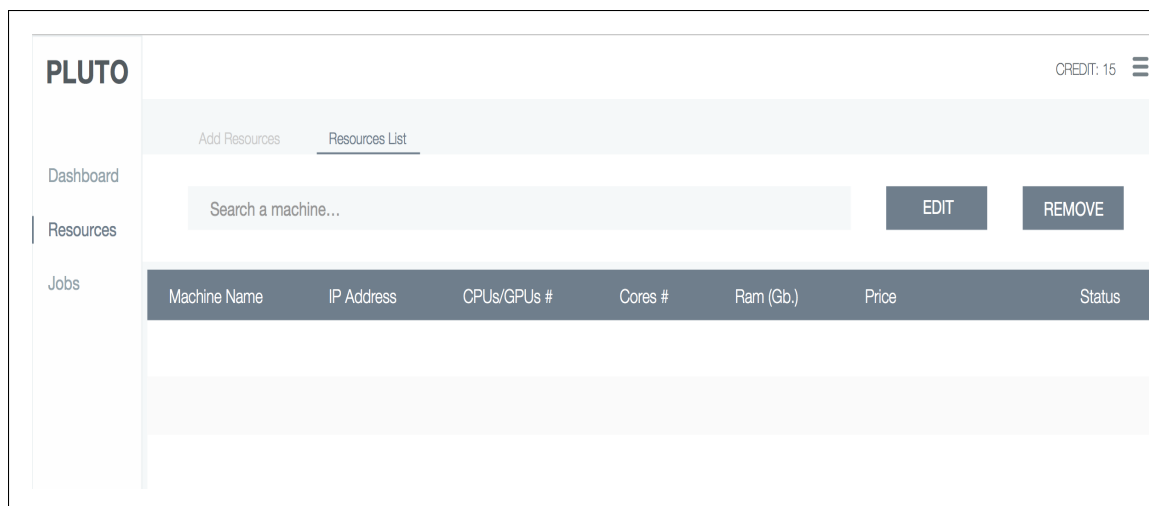 PLUTO
CREDIT: 15
Add Resources Resources List
Dashboard
Resources
Jobs
Search a machine... EDIT REMOVE
Machine Name IP Address CPUs/GPUs # Cores # Ram (Gb.) Price Status